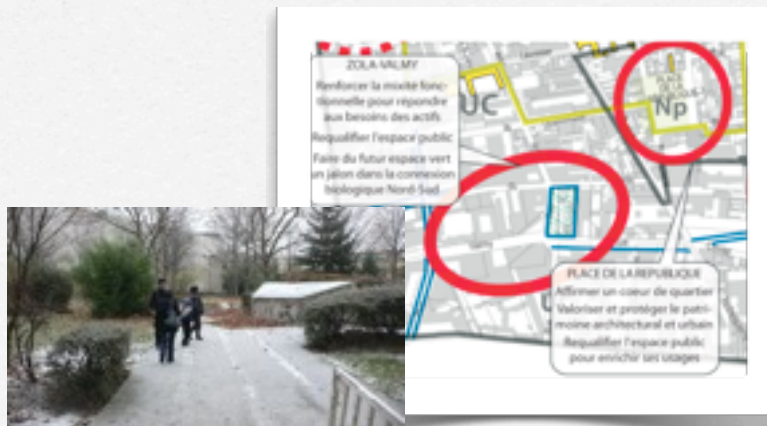 ZOLA-VALMY
Renforcer la mixité fonc-
tionnelle pour répondre
aux besoins des actifs
Requalifier l'espace public
Faire du futur espace vert
un jalon dans la connexion
biologique Nord-Sud
UC
PLACE
Np
PLACE DE LA REPUBLIQUE
Affirmer un coeur de quartier
Valoriser et protéger le patri-
moine architectural et urbain
Requalifier l'espace public
pour enrichir ses usages